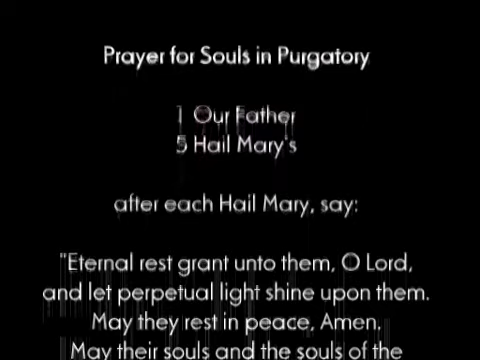 Prayer for Souls in Purgatory
1 Our Father
5 Hail Mary's
after each Hail Mary, say:
"Eternal rest grant unto them, O Lord,
and let perpetual light shine upon them.
May they rest in peace, Amen.
May their souls and the souls of the